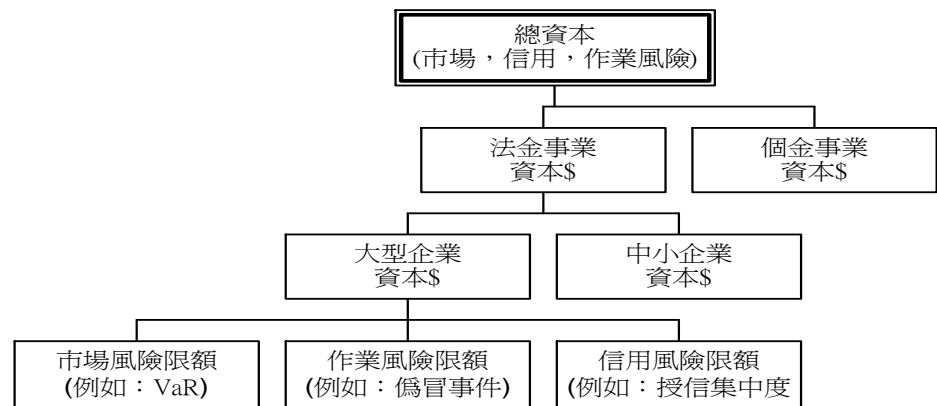 總資本
(市場，信用，作業風險)
法金事業
資本$
個金事業
資本$
大型企業
資本$
中小企業
資本$
市場風險限額
(例如：VaR)
作業風險限額
(例如：偽冒事件)
信用風險限額
(例如：授信集中度